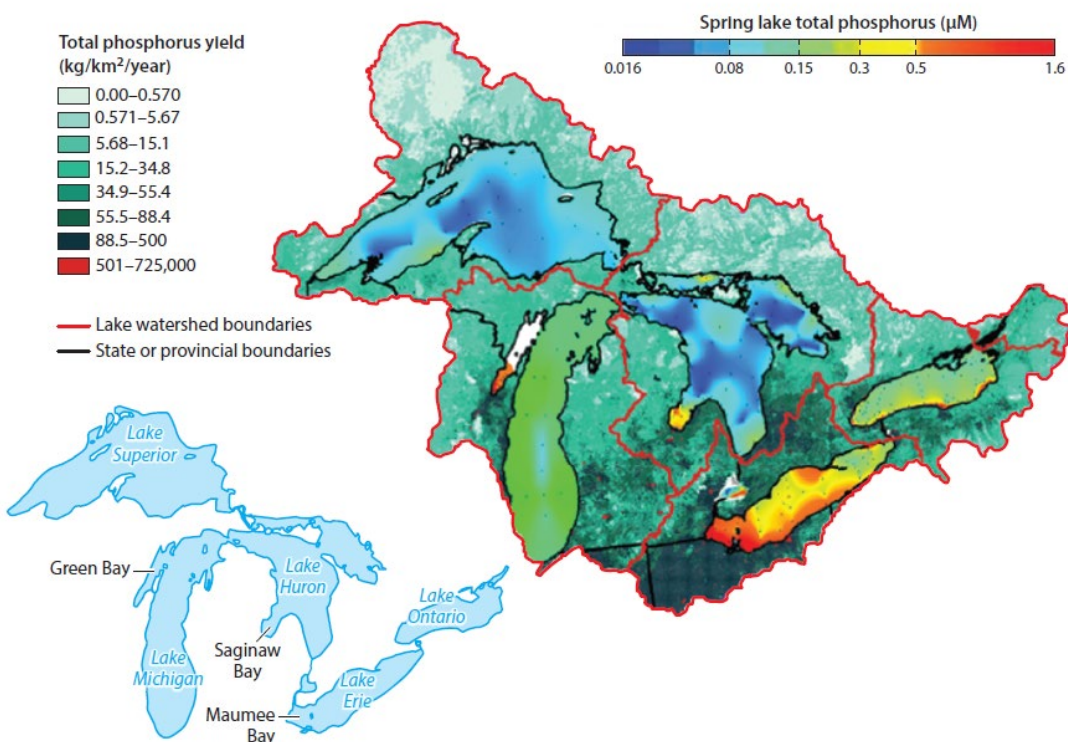 Total phosphorus yield
(kg/km²/year)
0.00–0.570
0.571–5.67
5.68–15.1
15.2–34.8
34.9–55.4
55.5–88.4
88.5–500
501–725,000
Lake watershed boundaries
State or provincial boundaries
Spring lake total phosphorus (µM)
0.016 0.08 0.15 0.3 0.5 1.6
Lake
Superior
Green Bay
Lake
Huron
Lake
Ontario
Saginaw
Bay
Lake
Michigan
Lake
Erie
Maumee
Bay